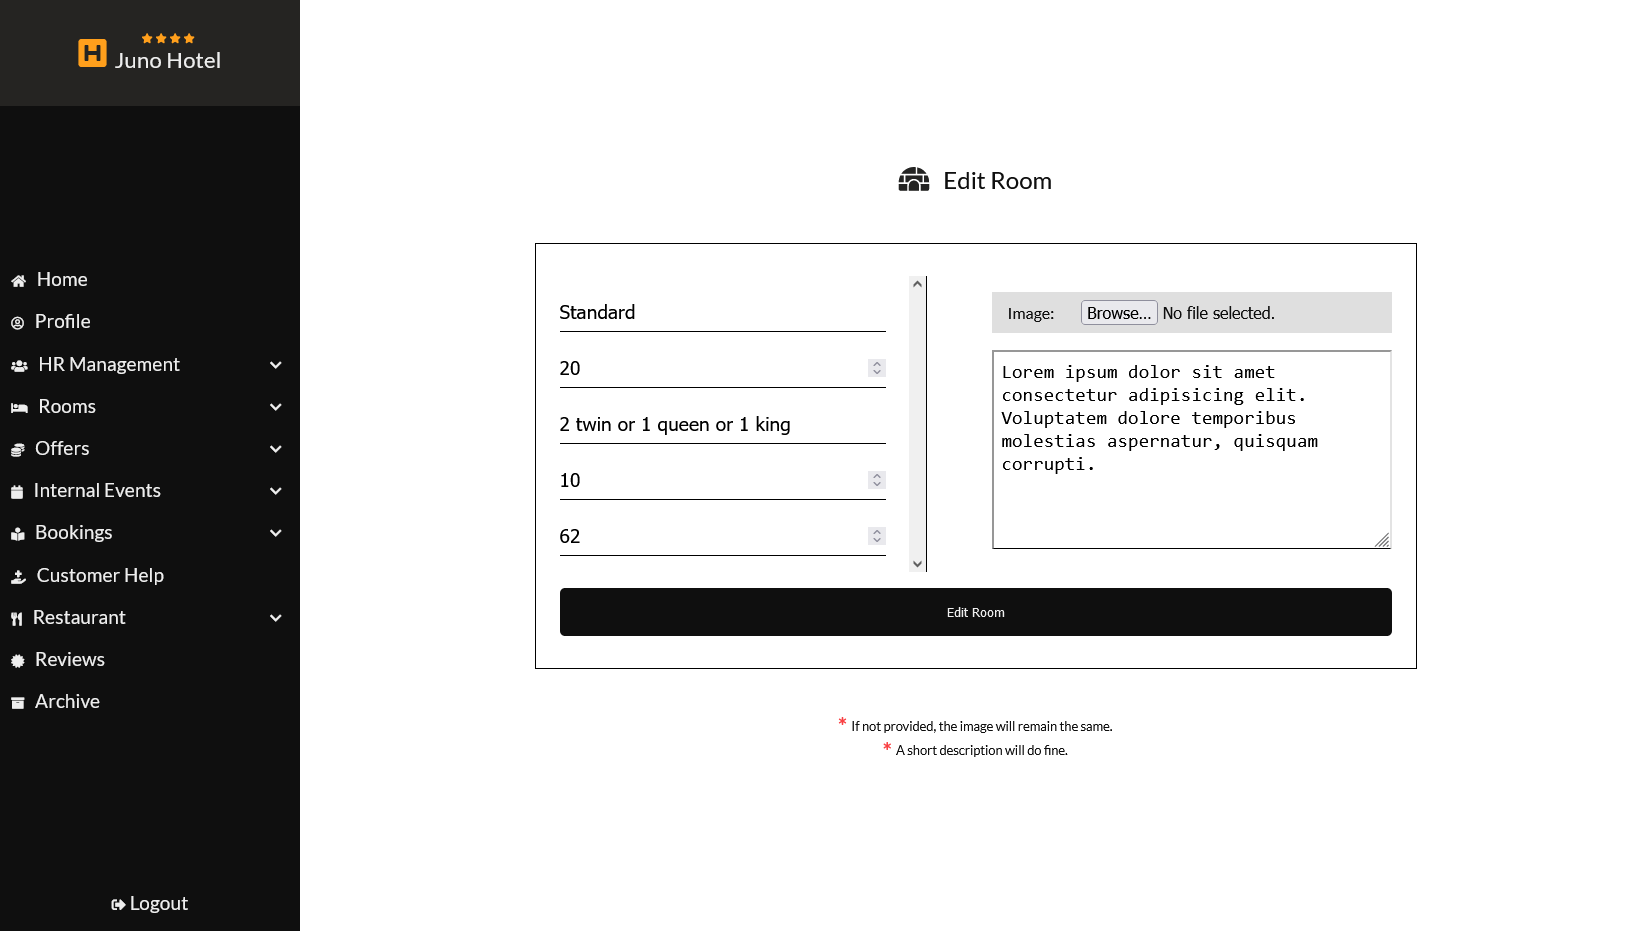 H Juno Hotel
Home
Profile
HR Management
Rooms
Offers
Internal Events
Bookings
Customer Help
Restaurant
Reviews
Archive
Logout
Edit Room
Standard
20
2 twin or 1 queen or 1 king
10
62
Image: Browse... No file selected.
Lorem ipsum dolor sit amet
consectetur adipisicing elit.
Voluptatem dolore temporibus
molestias aspernatur, quisquam
corrupti.
Edit Room
* If not provided, the image will remain the same.
* A short description will do fine.